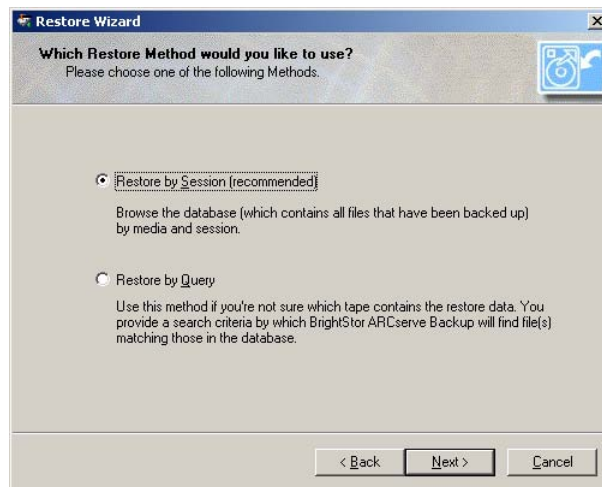 Restore Wizard
Which Restore Method would you like to use?
Please choose one of the following Methods.
Restore by Session (recommended)
Browse the database (which contains all files that have been backed up)
by media and session.
Restore by Query
Use this method if you're not sure which tape contains the restore data. You
provide a search criteria by which BrightStor ARCserve Backup will find file(s)
matching those in the database.
< Back Next > Cancel